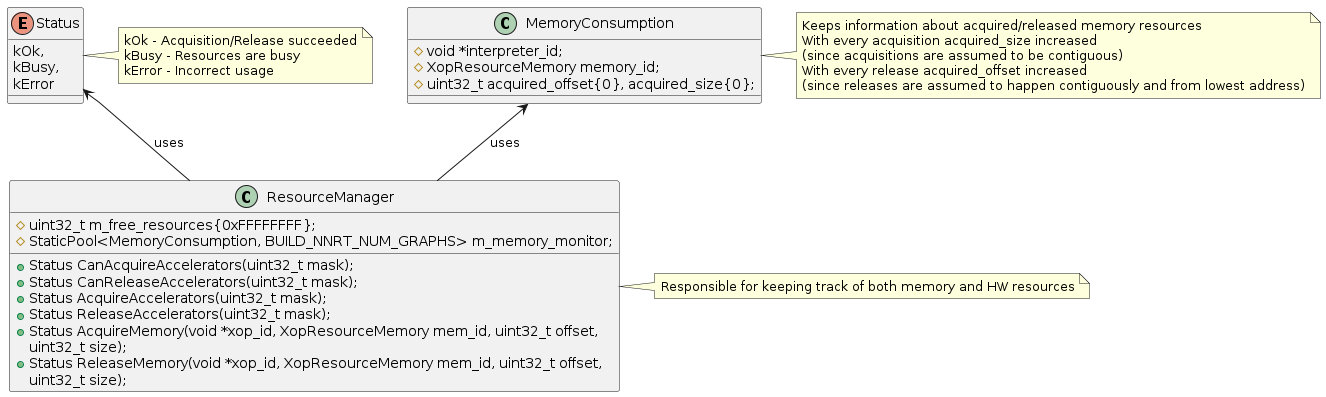 E Status
kOk,
kBusy,
kError
kOk - Acquisition/Release succeeded
kBusy - Resources are busy
kError - Incorrect usage
C MemoryConsumption
void *interpreter_id;
XopResourceMemory memory_id;
uint32_t acquired_offset{0}, acquired_size{0};
Keeps information about acquired/released memory resources
With every acquisition acquired_size increased
(since acquisitions are assumed to be contiguous)
With every release acquired_offset increased
(since releases are assumed to happen contiguously and from lowest address)
uses
uses
C ResourceManager
uint32_t m_free_resources{0xFFFFFFFF};
StaticPool<MemoryConsumption, BUILD_NNRT_NUM_GRAPHS> m_memory_monitor;
Status CanAcquireAccelerators(uint32_t mask);
Status CanReleaseAccelerators(uint32_t mask);
Status AcquireAccelerators(uint32_t mask);
Status ReleaseAccelerators(uint32_t mask);
Status AcquireMemory(void *xop_id, XopResourceMemory mem_id, uint32_t offset,
uint32_t size);
Status ReleaseMemory(void *xop_id, XopResourceMemory mem_id, uint32_t offset,
uint32_t size);
Responsible for keeping track of both memory and HW resources